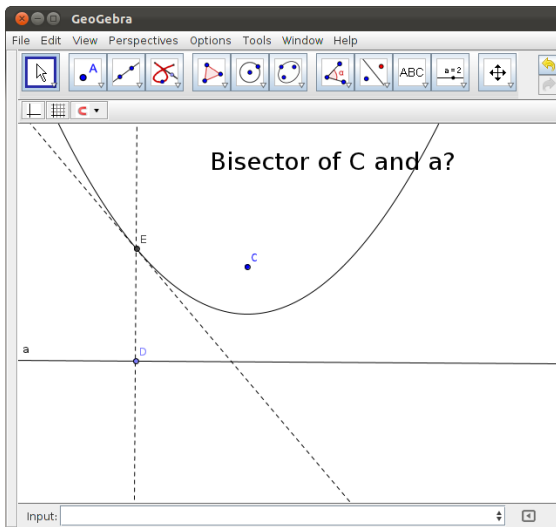 GeoGebra
File Edit View Perspectives Options Tools Window Help
A
α
ABC
a=2
Bisector of C and a?
E
C
a
D
Input: